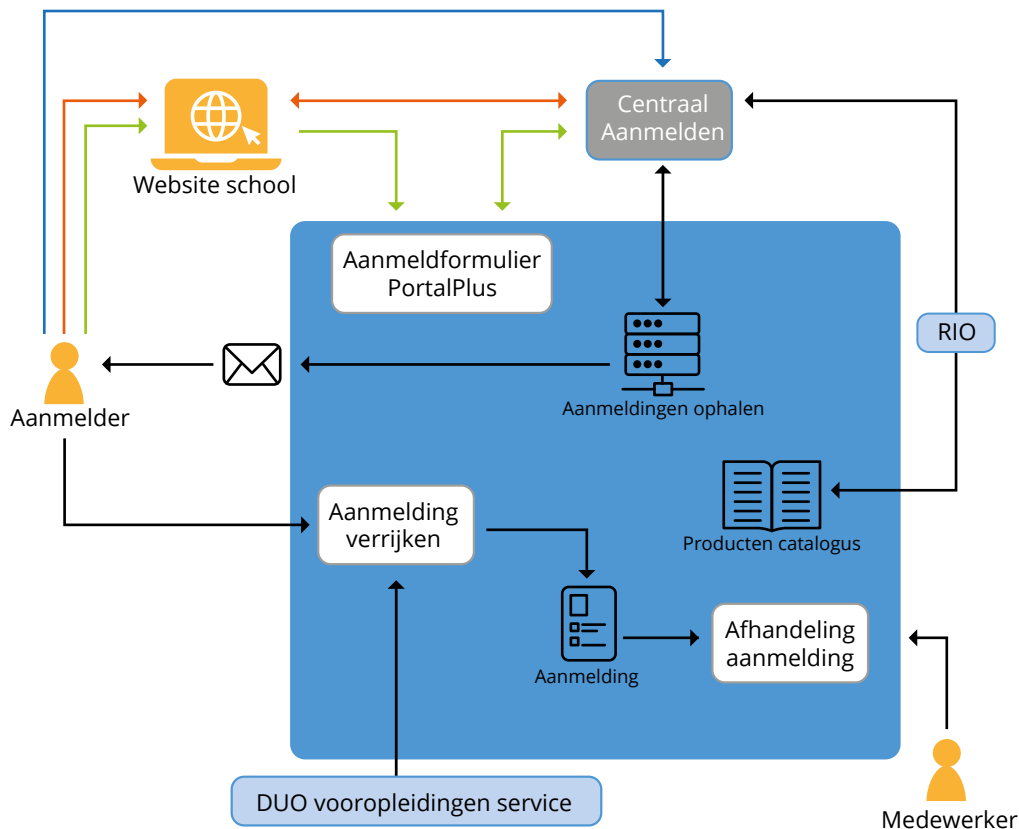 Centraal
Aanmelden
Website school
Aanmeldformulier
PortalPlus
RIO
Aanmelder
Aanmeldingen ophalen
Aanmelding
verrijken
Producten catalogus
Aanmelding
Afhandeling
aanmelding
DUO vooropleidingen service
Medewerker